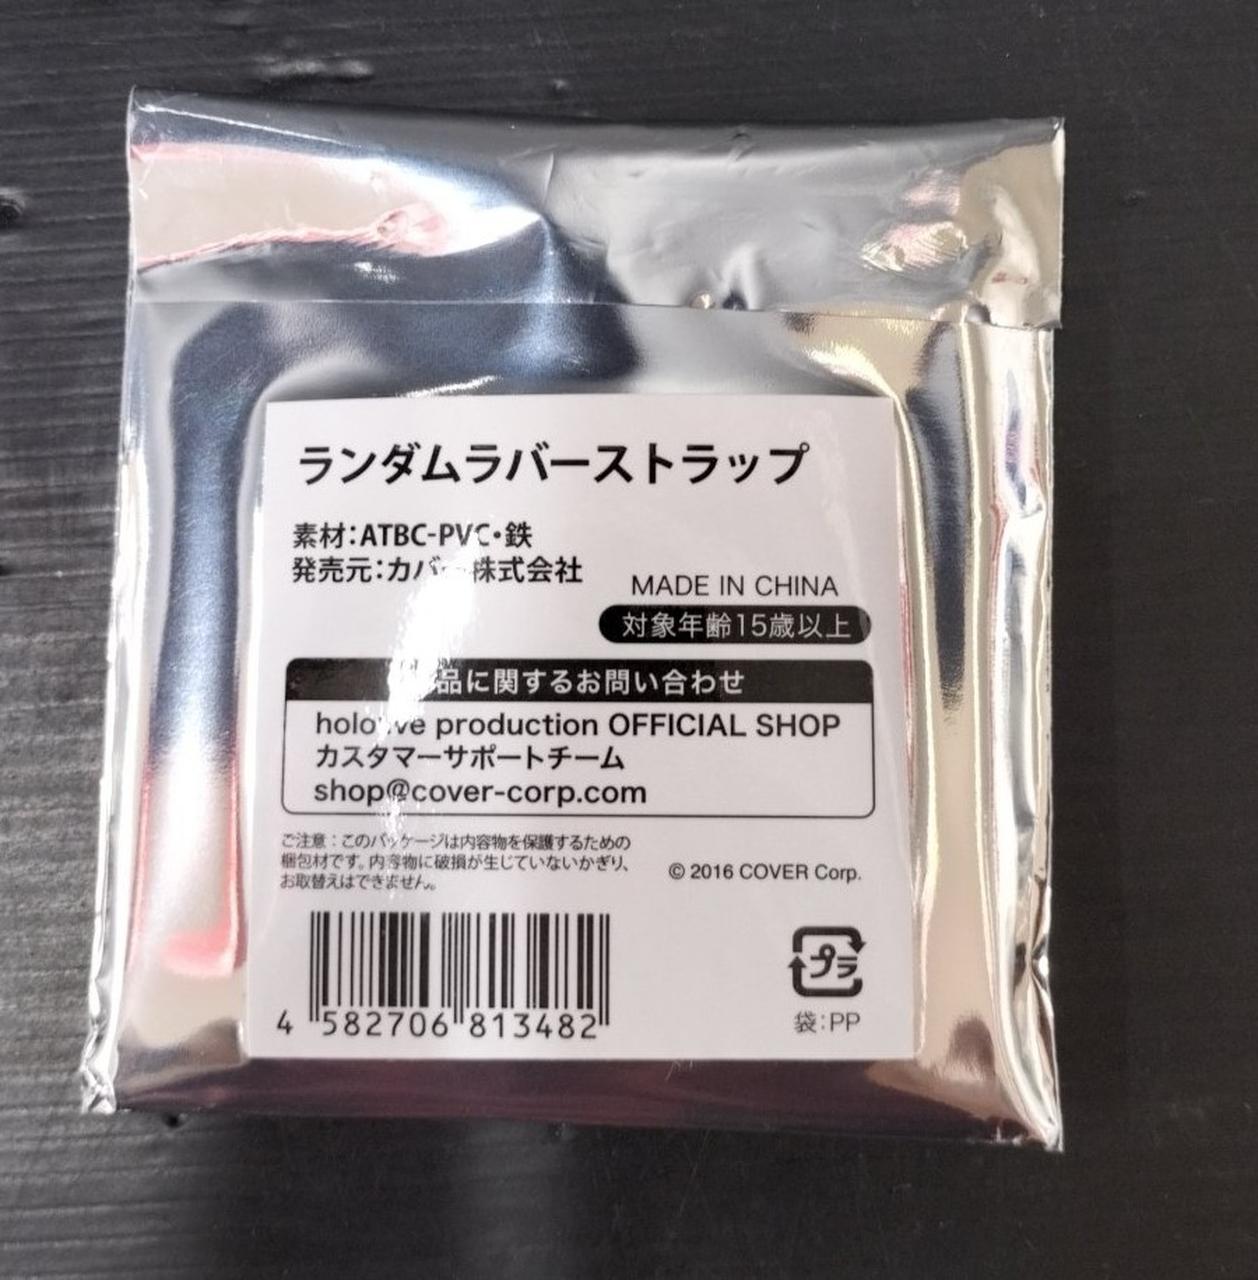 ランダムラバーストラップ
素材：ATBC-PVC・鉄
発売元：カバー株式会社
MADE IN CHINA
対象年齢15歳以上
品に関するお問い合わせ
hololive production OFFICIAL SHOP
カスタマーサポートチーム
shop@cover-corp.com
ご注意：このパッケージは内容物を保護するための
梱包材です。内容物に破損が生じていないかぎり、
お取替えはできません。
© 2016 COVER Corp.
4 582706 813482
プラ
袋：PP